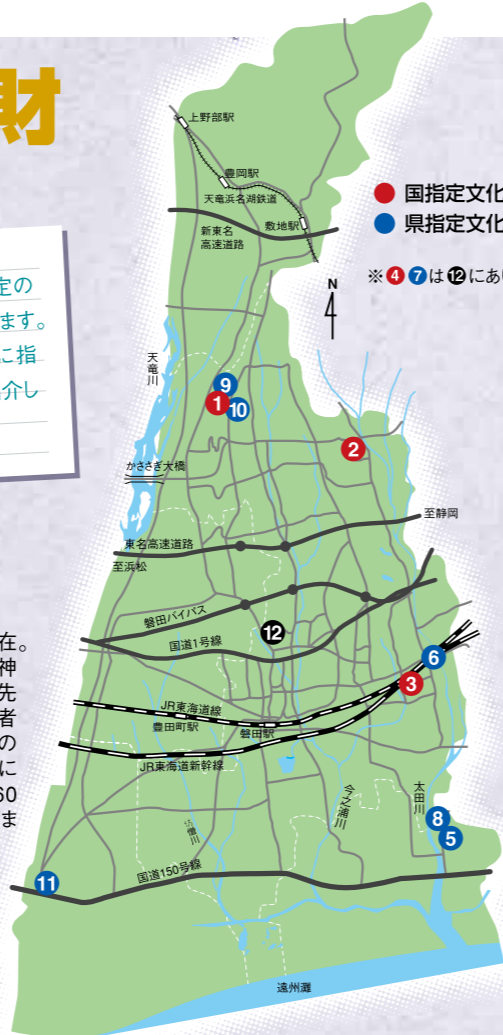 財
定の
ます。
に指
介し
在。
神
先
者
の
に
60
ま
● 国指定文化
● 県指定文化
※④⑦は⑫にあ
N
上野部駅
豊岡駅
天竜浜名湖鉄道
敷地駅
新東名
高速道路
天竜川
9
1
10
2
かささぎ大橋
至静岡
東名高速道路
至浜松
磐田バイパス
12
国道1号線
6
3
JR東海道線
豊田町駅
磐田駅
JR東海道新幹線
今之浦川
太田川
8
5
11
国道150号線
遠州灘